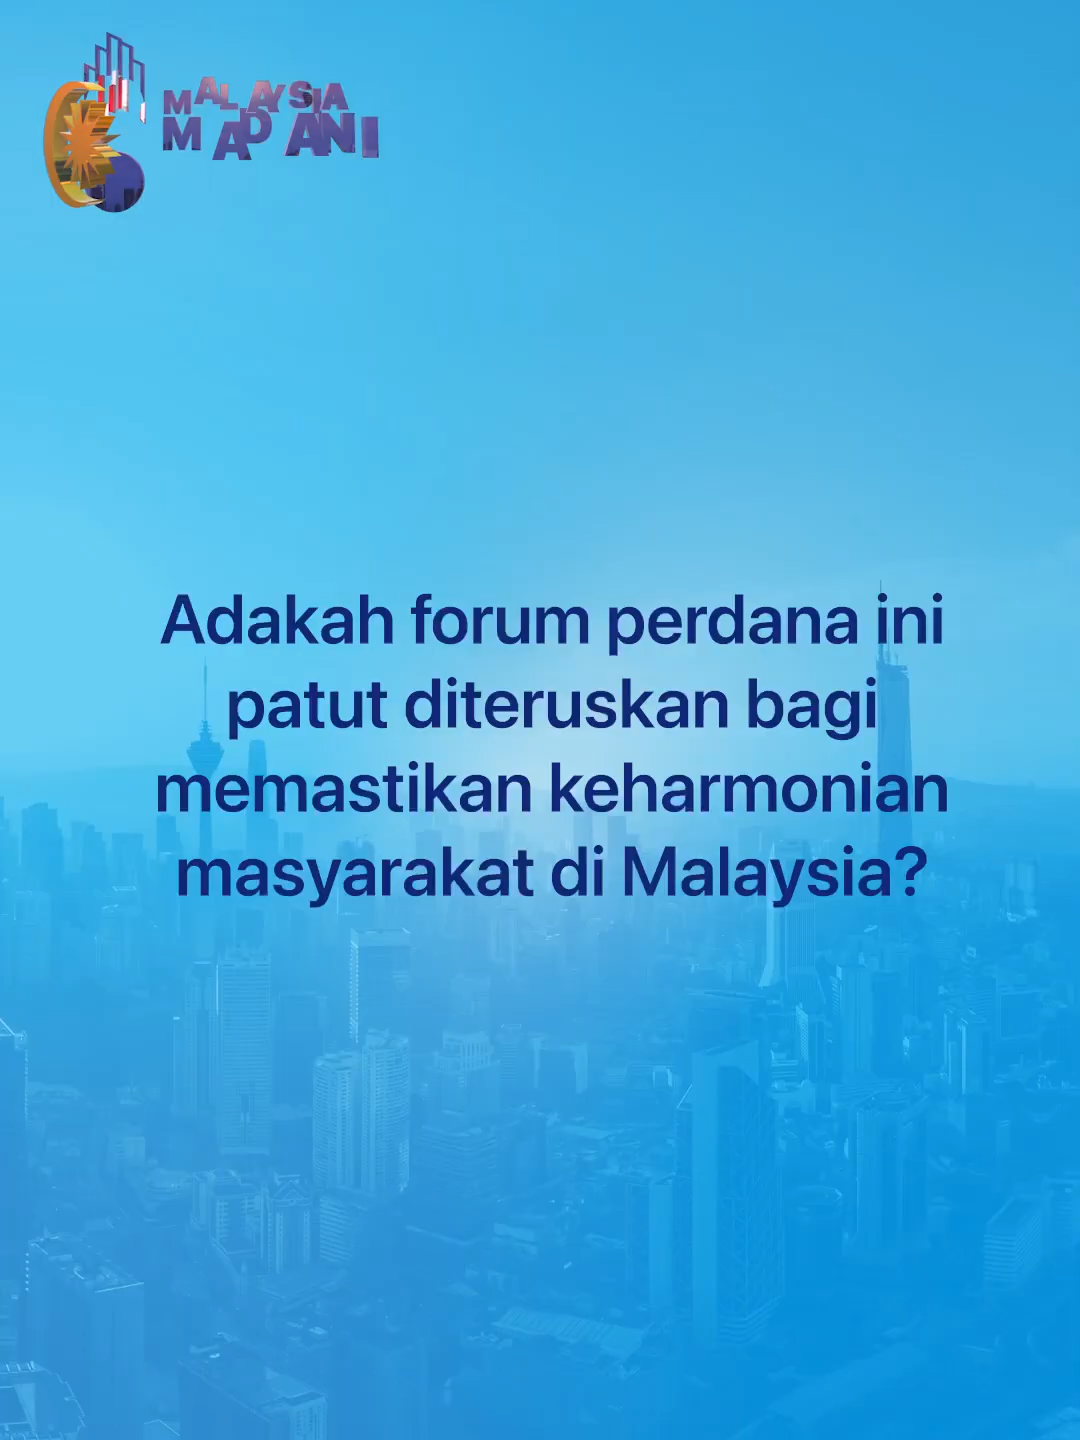 MALAYSIA
MADANI
Adakah forum perdana ini
patut diteruskan bagi
memastikan keharmonian
masyarakat di Malaysia?